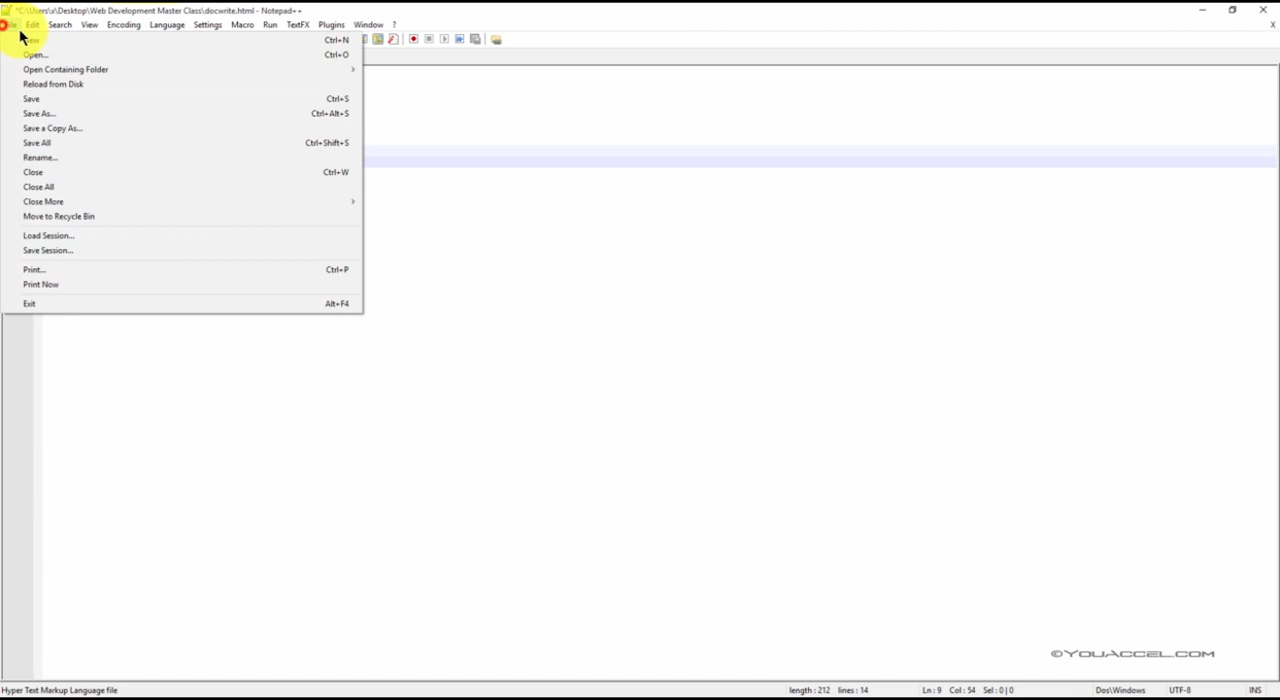 *C:\Users\x\Desktop\Web Development Master Class\docwrite.html - Notepad++
Edit Search View Encoding Language Settings Macro Run TextFX Plugins Window ? X
Ctrl+N
Open... Ctrl+O
Open Containing Folder >
Reload from Disk
Save Ctrl+S
Save As... Ctrl+Alt+S
Save a Copy As...
Save All Ctrl+Shift+S
Rename...
Close Ctrl+W
Close All
Close More >
Move to Recycle Bin
Load Session...
Save Session...
Print... Ctrl+P
Print Now
Exit Alt+F4
©YOUACCEL.COM
Hyper Text Markup Language file length : 212 lines : 14 Ln : 9 Col : 54 Sel : 0 | 0 Dos\Windows UTF-8 INS